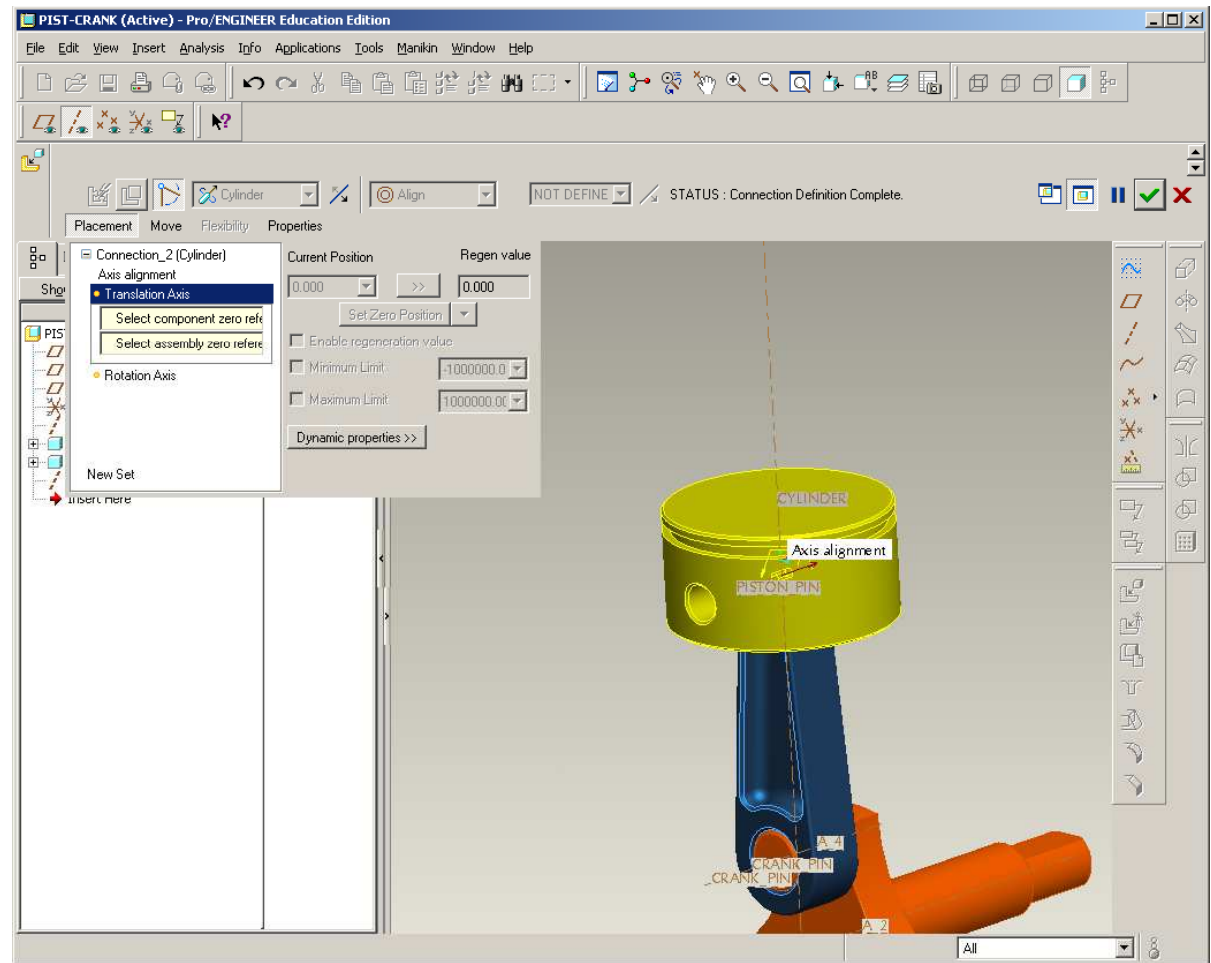 PIST-CRANK (Active) - Pro/ENGINEER Education Edition
File Edit View Insert Analysis Info Applications Tools Manikin Window Help
Cylinder Align NOT DEFINE STATUS : Connection Definition Complete.
Placement Move Flexibility Properties
Connection_2 (Cylinder)
Axis alignment
Translation Axis
Select component zero refe
Select assembly zero refere
Rotation Axis
New Set
Current Position Regen value
0.000 >> 0.000
Set Zero Position
Enable regeneration value
Minimum Limit -1000000.0
Maximum Limit 1000000.00
Dynamic properties >>
Sho
PIS
Insert Here
CYLINDER
Axis alignment
PISTON_PIN
A_4
CRANK_PIN
_CRANK_PIN
A_2
All